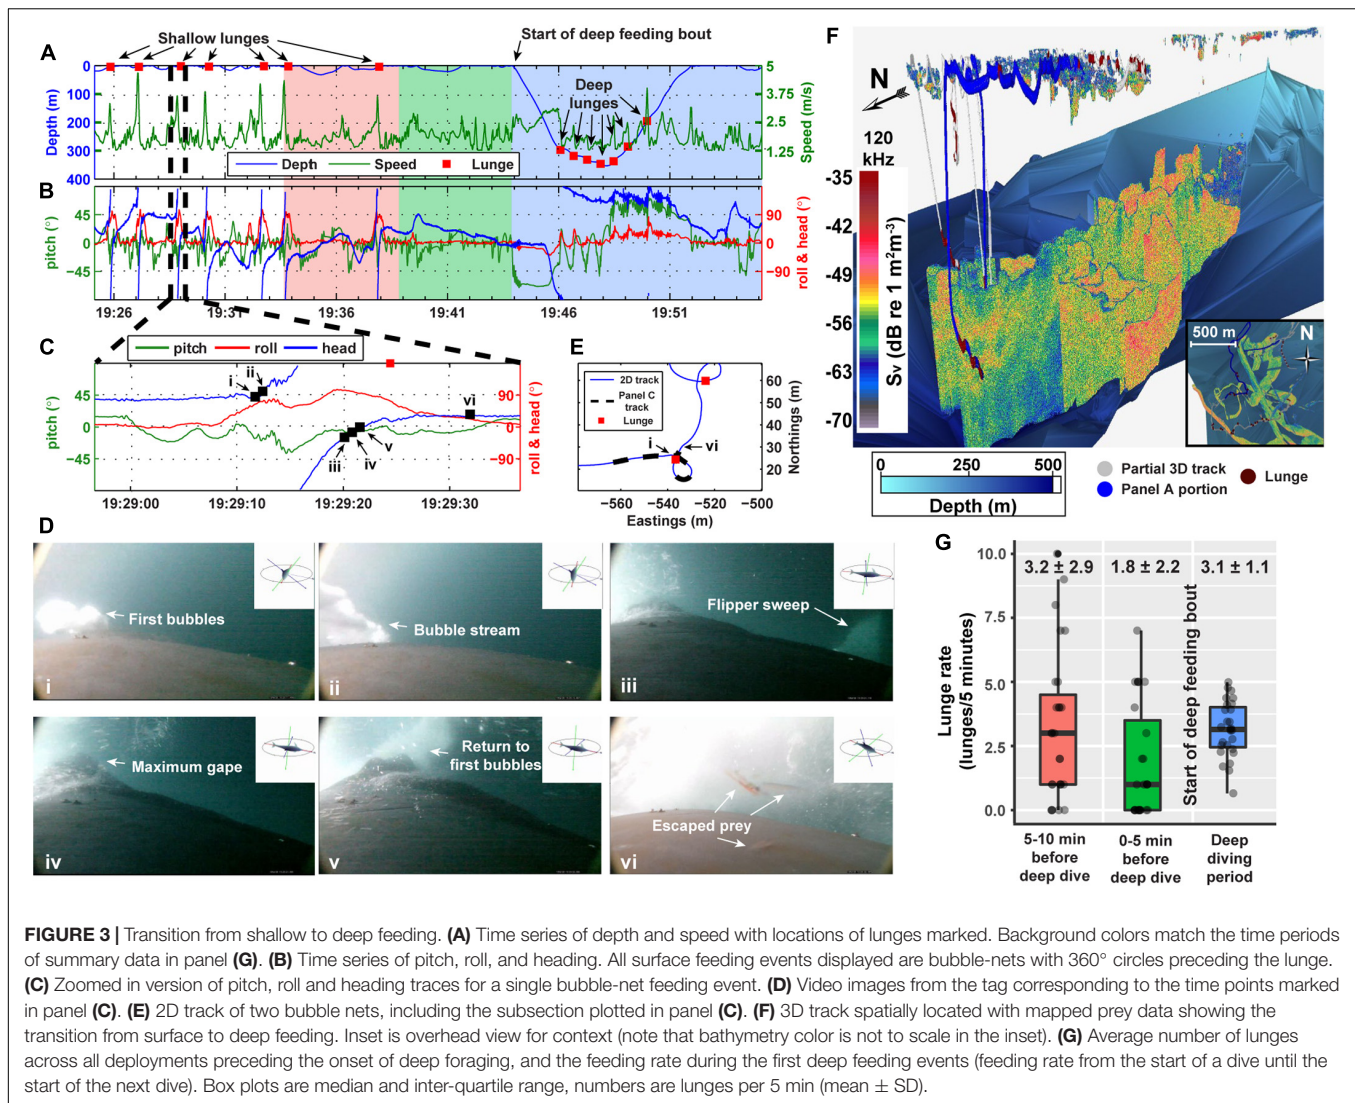 A
Shallow lunges
Start of deep feeding bout
Deep
lunges
0
100
200
300
400
Depth (m)
5
3.75
2.5
1.25
Speed (m/s)
Depth
Speed
Lunge
B
45
0
−45
pitch (°)
90
0
−90
roll & head (°)
19:26
19:31
19:36
19:41
19:46
19:51
C
pitch
roll
head
i
ii
iii
iv
v
vi
45
0
−45
pitch (°)
90
0
−90
roll & head (°)
19:29:00
19:29:10
19:29:20
19:29:30
E
2D track
Panel C
track
Lunge
i
vi
60
50
40
30
20
Northings (m)
−560
−540
−520
−500
Eastings (m)
D
First bubbles
i
Bubble stream
ii
Flipper sweep
iii
Maximum gape
iv
Return to
first bubbles
v
Escaped prey
vi
F
N
120
kHz
-35
-42
-49
-56
-63
-70
Sv (dB re 1 m²m⁻³)
500 m
N
0
250
500
Depth (m)
Partial 3D track
Panel A portion
Lunge
G
10.0
7.5
5.0
2.5
0.0
Lunge rate
(lunges/5 minutes)
3.2 ± 2.9
1.8 ± 2.2
3.1 ± 1.1
Start of deep feeding bout
5-10 min
before
deep dive
0-5 min
before
deep dive
Deep
diving
period
FIGURE 3 | Transition from shallow to deep feeding. (A) Time series of depth and speed with locations of lunges marked. Background colors match the time periods
of summary data in panel (G). (B) Time series of pitch, roll, and heading. All surface feeding events displayed are bubble-nets with 360° circles preceding the lunge.
(C) Zoomed in version of pitch, roll and heading traces for a single bubble-net feeding event. (D) Video images from the tag corresponding to the time points marked
in panel (C). (E) 2D track of two bubble nets, including the subsection plotted in panel (C). (F) 3D track spatially located with mapped prey data showing the
transition from surface to deep feeding. Inset is overhead view for context (note that bathymetry color is not to scale in the inset). (G) Average number of lunges
across all deployments preceding the onset of deep foraging, and the feeding rate during the first deep feeding events (feeding rate from the start of a dive until the
start of the next dive). Box plots are median and inter-quartile range, numbers are lunges per 5 min (mean ± SD).